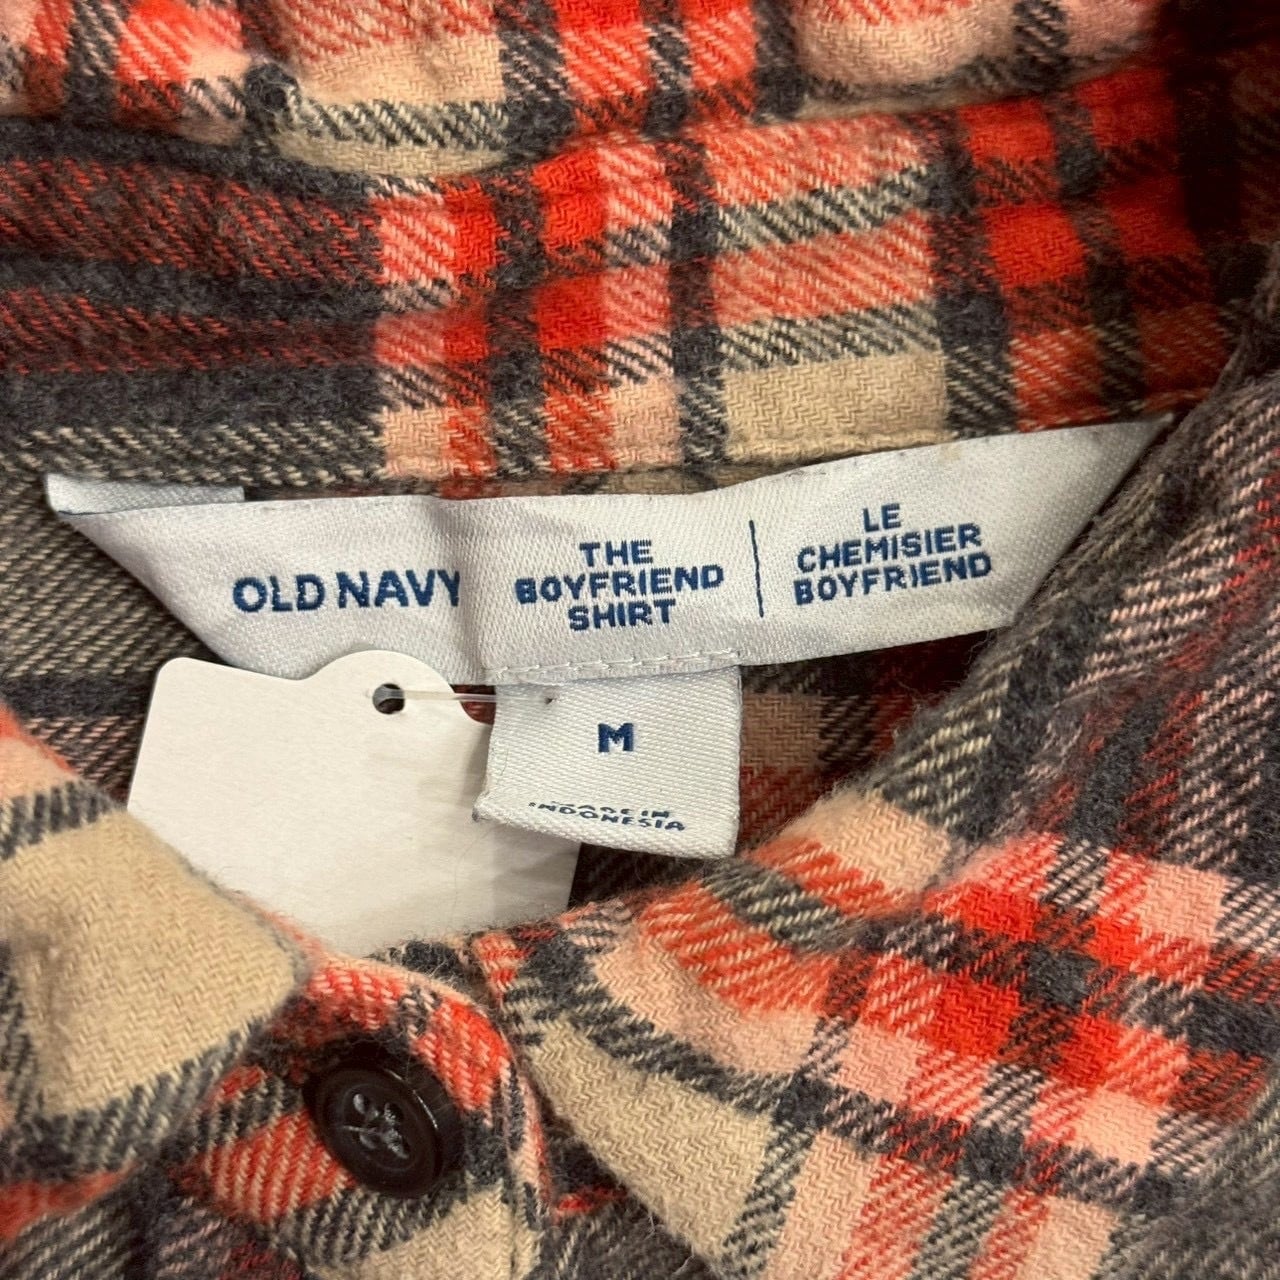 OLD NAVY
THE
BOYFRIEND
SHIRT
LE
CHEMISIER
BOYFRIEND
M
MADE IN
INDONESIA